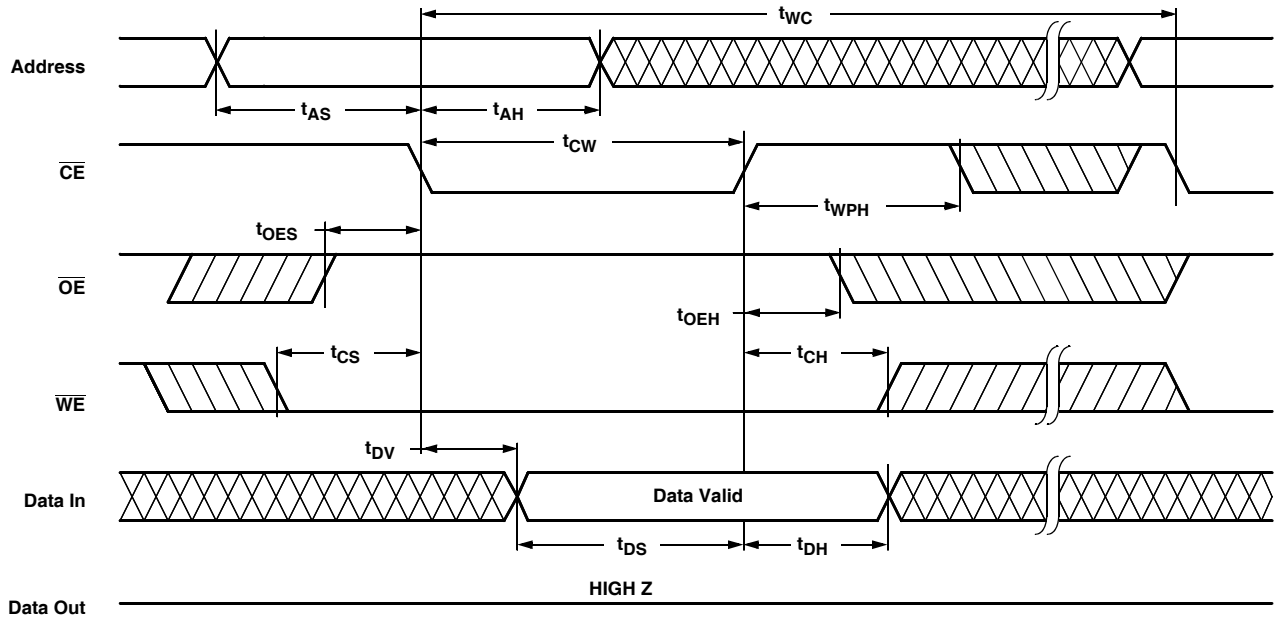 tWC
Address
tAS
tAH
tCW
CE
tWPH
tOES
OE
tOEH
tCS
tCH
WE
tDV
Data In
Data Valid
tDS
tDH
HIGH Z
Data Out